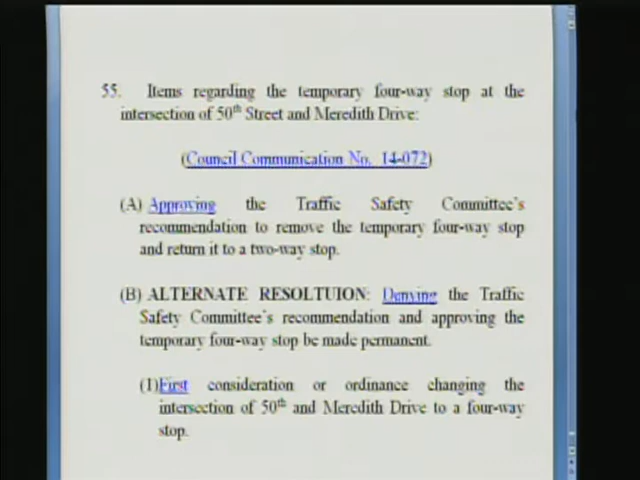 55. Items regarding the temporary four-way stop at the
intersection of 50th Street and Meredith Drive:
(Council Communication No. 14-072)
(A) Approving the Traffic Safety Committee's
recommendation to remove the temporary four-way stop
and return it to a two-way stop.
(B) ALTERNATE RESOLTUION: Denying the Traffic
Safety Committee's recommendation and approving the
temporary four-way stop be made permanent.
(1)First consideration or ordinance changing the
intersection of 50th and Meredith Drive to a four-way
stop.